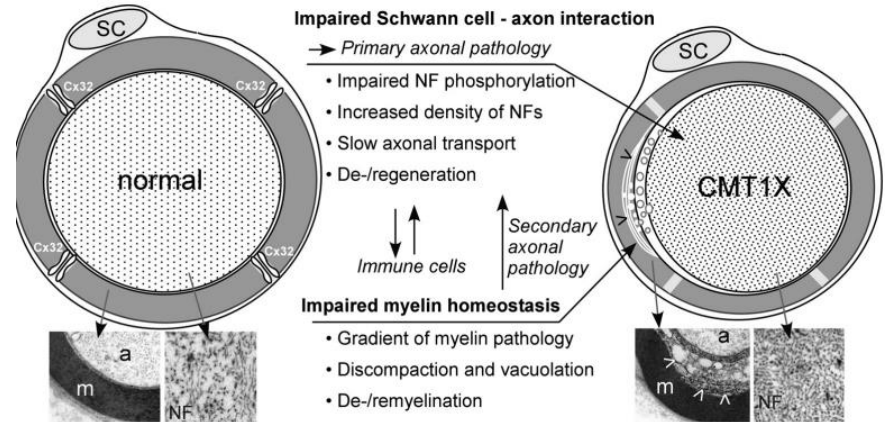 SC
Cx32
Cx32
normal
Cx32
Cx32
a
m
NF
Impaired Schwann cell - axon interaction
Primary axonal pathology
• Impaired NF phosphorylation
• Increased density of NFs
• Slow axonal transport
• De-/regeneration
Immune cells
Secondary
axonal
pathology
Impaired myelin homeostasis
• Gradient of myelin pathology
• Discompaction and vacuolation
• De-/remyelination
SC
CMT1X
a
m
NF